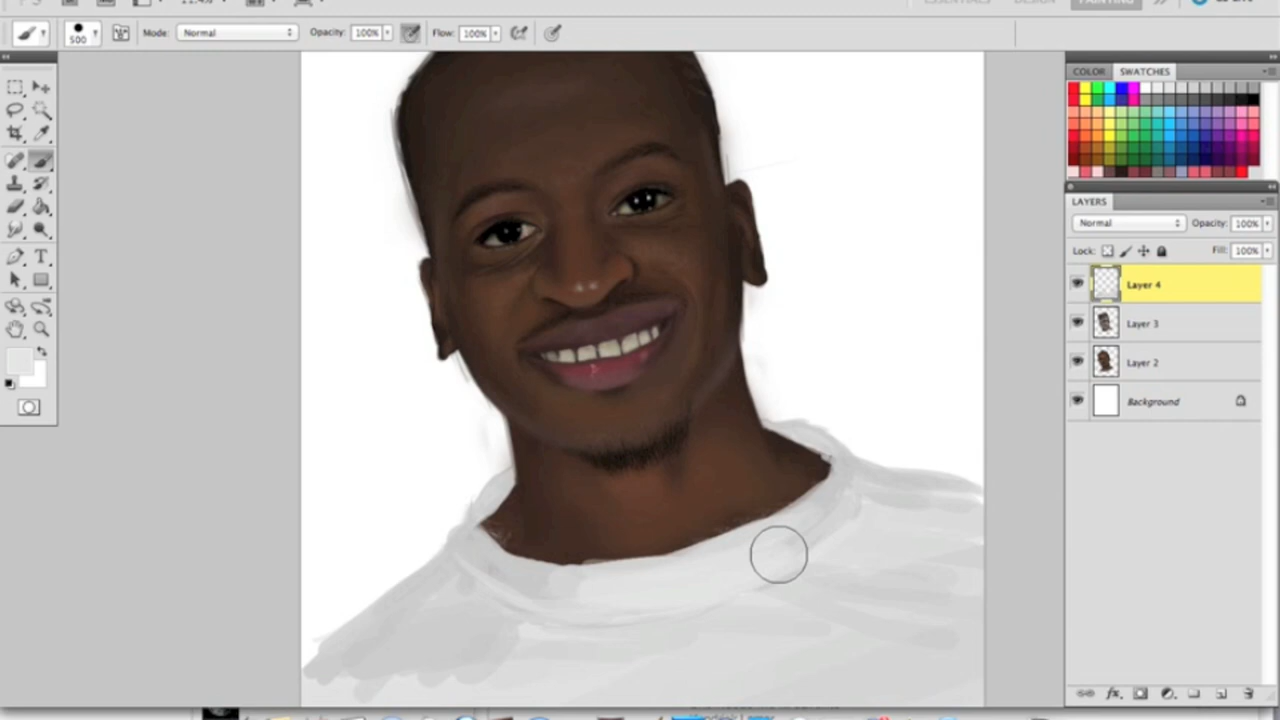 ESSENTIALS DESIGN PAINTING
500 Mode: Normal Opacity: 100% Flow: 100%
COLOR SWATCHES
LAYERS
Normal Opacity: 100%
Lock: Fill: 100%
Layer 4
Layer 3
Layer 2
Background
T
fx